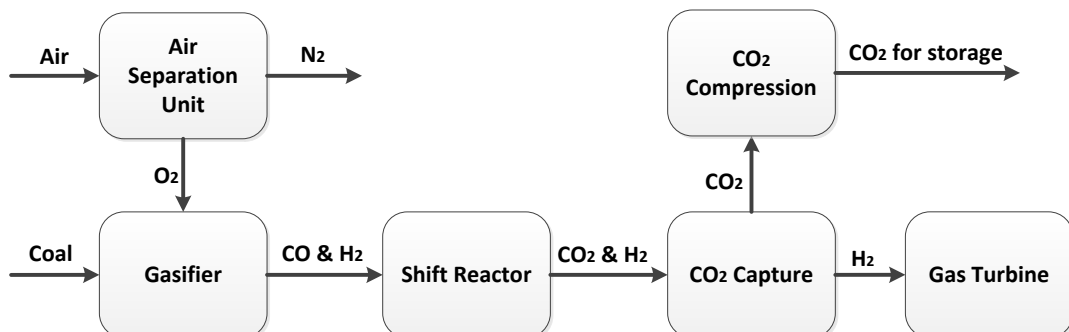 Air
Air
Separation
Unit
N2
CO2
Compression
CO2 for storage
O2
CO2
Coal
Gasifier
CO & H2
Shift Reactor
CO2 & H2
CO2 Capture
H2
Gas Turbine